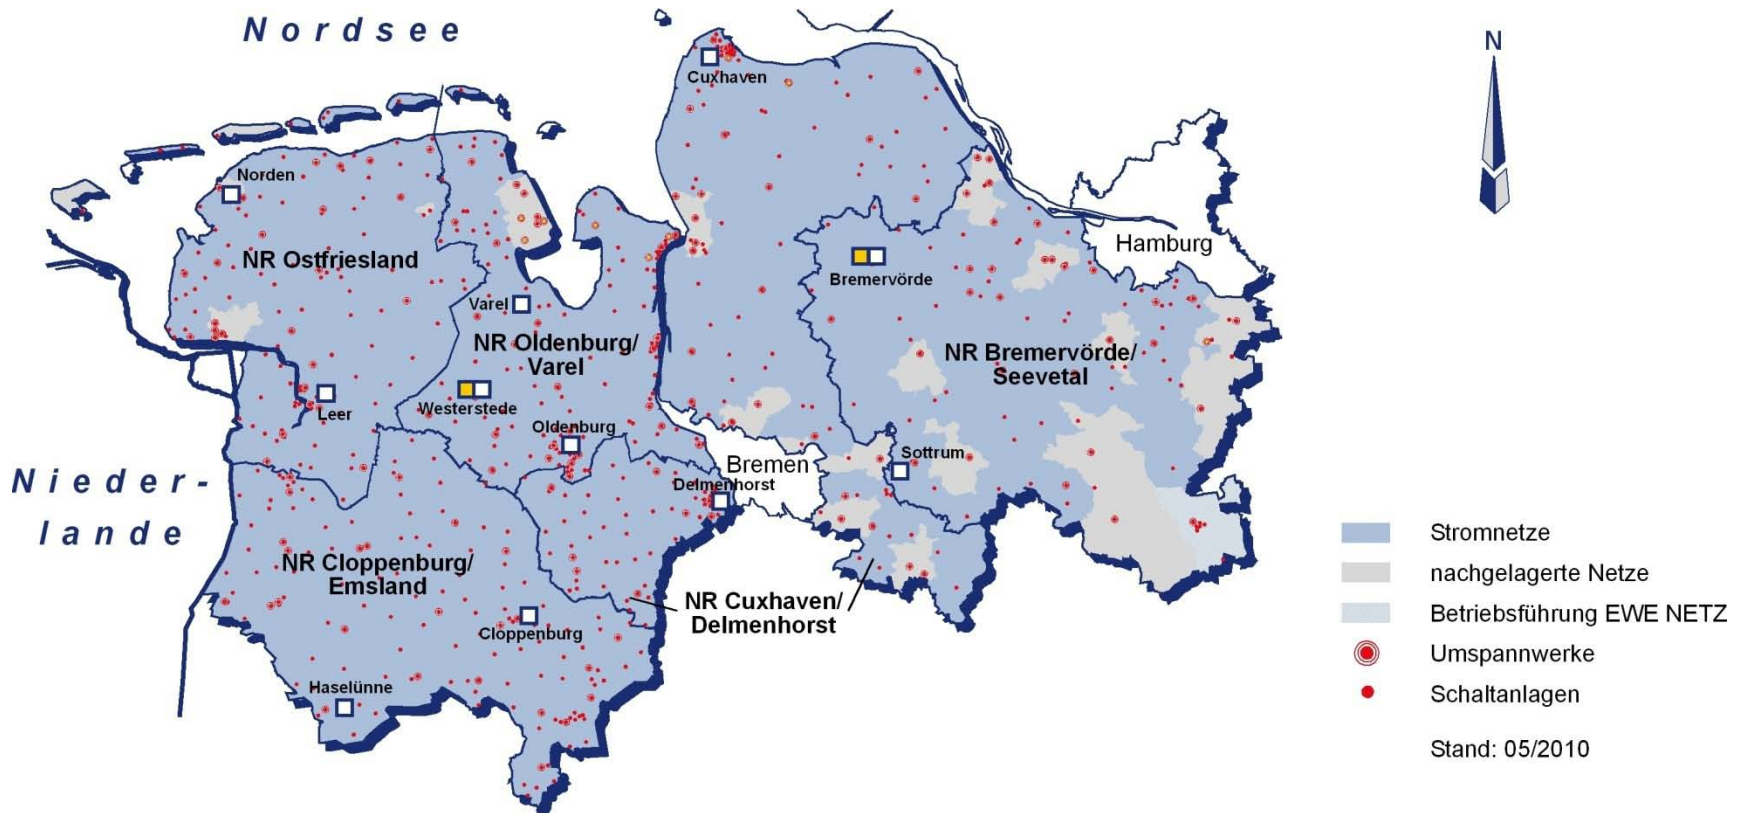 Nordsee
N
Cuxhaven
Norden
Hamburg
NR Ostfriesland
Bremervörde
Varel
NR Oldenburg/
Varel
NR Bremervörde/
Seevetal
Westerstede
Leer
Oldenburg
Sottrum
Bremen
Delmenhorst
Nieder-
lande
NR Cloppenburg/
Emsland
NR Cuxhaven/
Delmenhorst
Cloppenburg
Haselünne
Stromnetze
nachgelagerte Netze
Betriebsführung EWE NETZ
Umspannwerke
Schaltanlagen
Stand: 05/2010